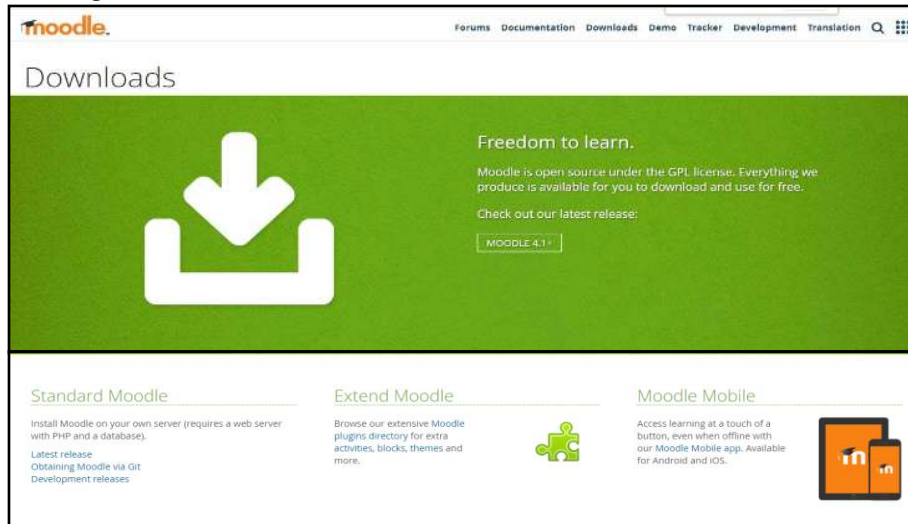 moodle.
Forums Documentation Downloads Demo Tracker Development Translation
Downloads
Freedom to learn.
Moodle is open source under the GPL license. Everything we
produce is available for you to download and use for free.
Check out our latest release:
MOODLE 4.1+
Standard Moodle
Install Moodle on your own server (requires a web server
with PHP and a database).
Latest release
Obtaining Moodle via Git
Development releases
Extend Moodle
Browse our extensive Moodle
plugins directory for extra
activities, blocks, themes and
more.
Moodle Mobile
Access learning at a touch of a
button, even when offline with
our Moodle Mobile app. Available
for Android and iOS.
m
m